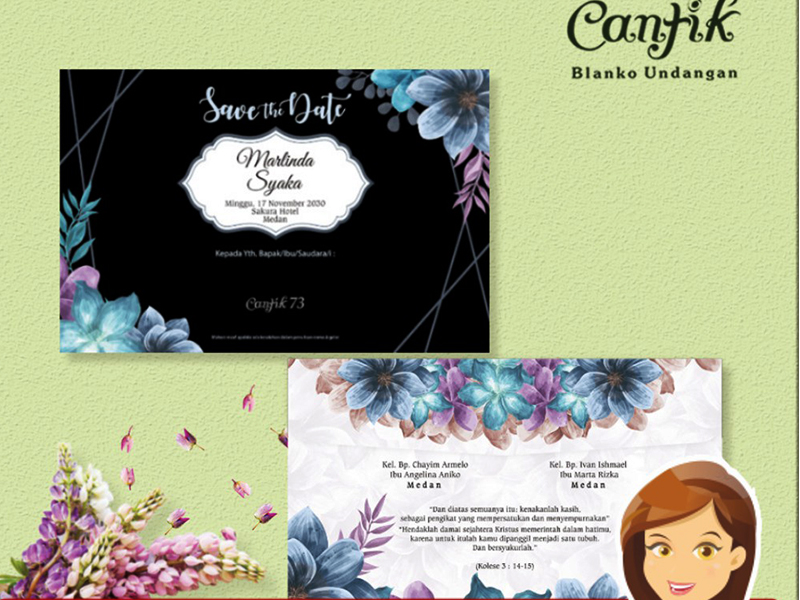 Cantik
Blanko Undangan
Save the Date
Marlinda
Syaka
Minggu, 17 November 2030
Sakura Hotel
Medan
Kepada Yth, Bapak/Ibu/Saudara/i :
Cantik 73
Kel. Bp. Chayim Armelo
Ibu Angelina Aniko
Medan
Kel. Bp. Ivan Ishmael
Ibu Marta Rizka
Medan
"Dan diatas semuanya itu: kenakanlah kasih,
sebagai pengikat yang mempersatukan dan menyempurnakan"
"Hendaklah damai sejahtera Kristus memerintah dalam hatimu,
karena untuk itulah kamu dipanggil menjadi satu tubuh.
Dan bersyukurlah."
(Kolese 3 : 14-15)